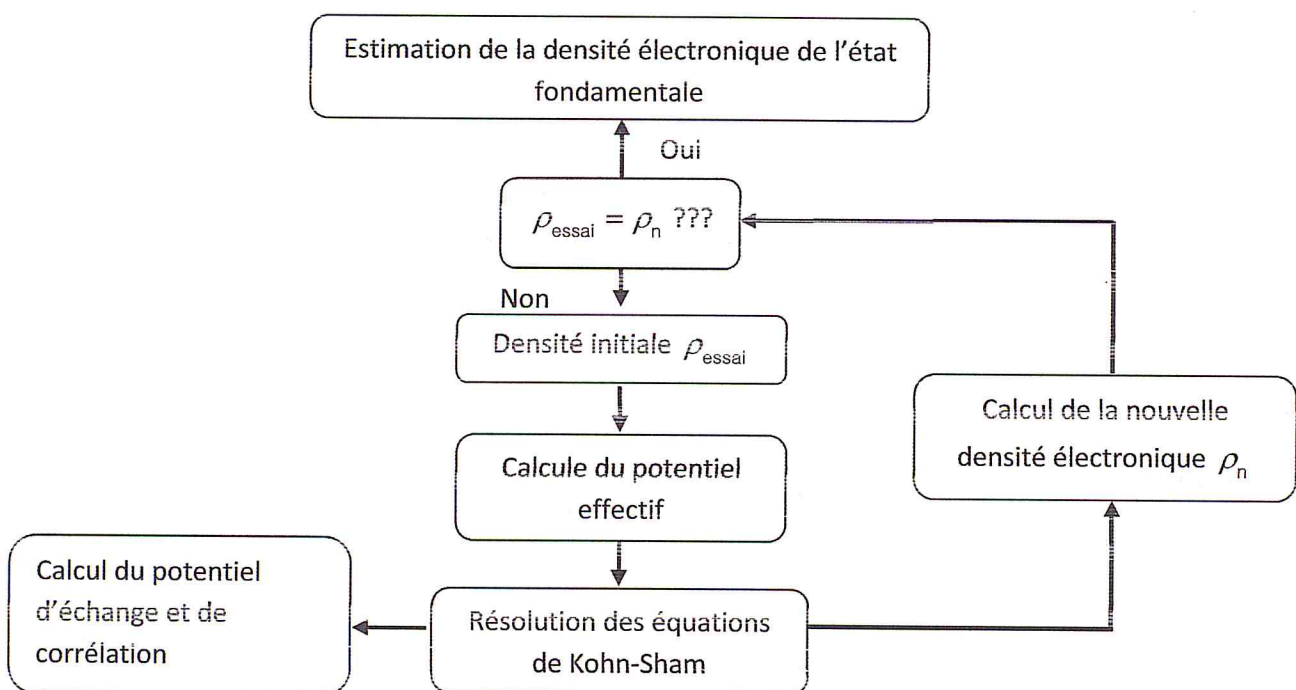 Estimation de la densité électronique de l'état
fondamentale
Oui
ρessai = ρn ???
Non
Densité initiale ρessai
Calcule du potentiel
effectif
Calcul de la nouvelle
densité électronique ρn
Calcul du potentiel
d'échange et de
corrélation
Résolution des équations
de Kohn-Sham